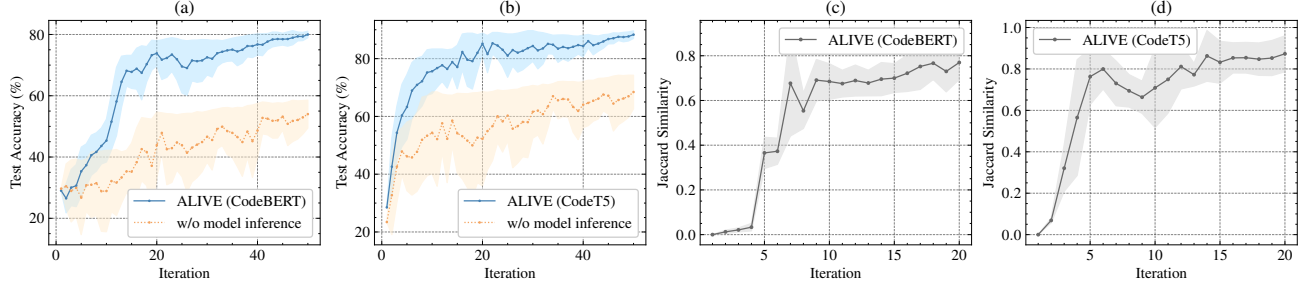 (a)
80
60
40
20
0
20
40
Test Accuracy (%)
Iteration
ALIVE (CodeBERT)
w/o model inference
(b)
80
60
40
20
0
20
40
Test Accuracy (%)
Iteration
ALIVE (CodeT5)
w/o model inference
(c)
0.8
0.6
0.4
0.2
0.0
5
10
15
20
Jaccard Similarity
Iteration
ALIVE (CodeBERT)
(d)
1.0
0.8
0.6
0.4
0.2
0.0
5
10
15
20
Jaccard Similarity
Iteration
ALIVE (CodeT5)